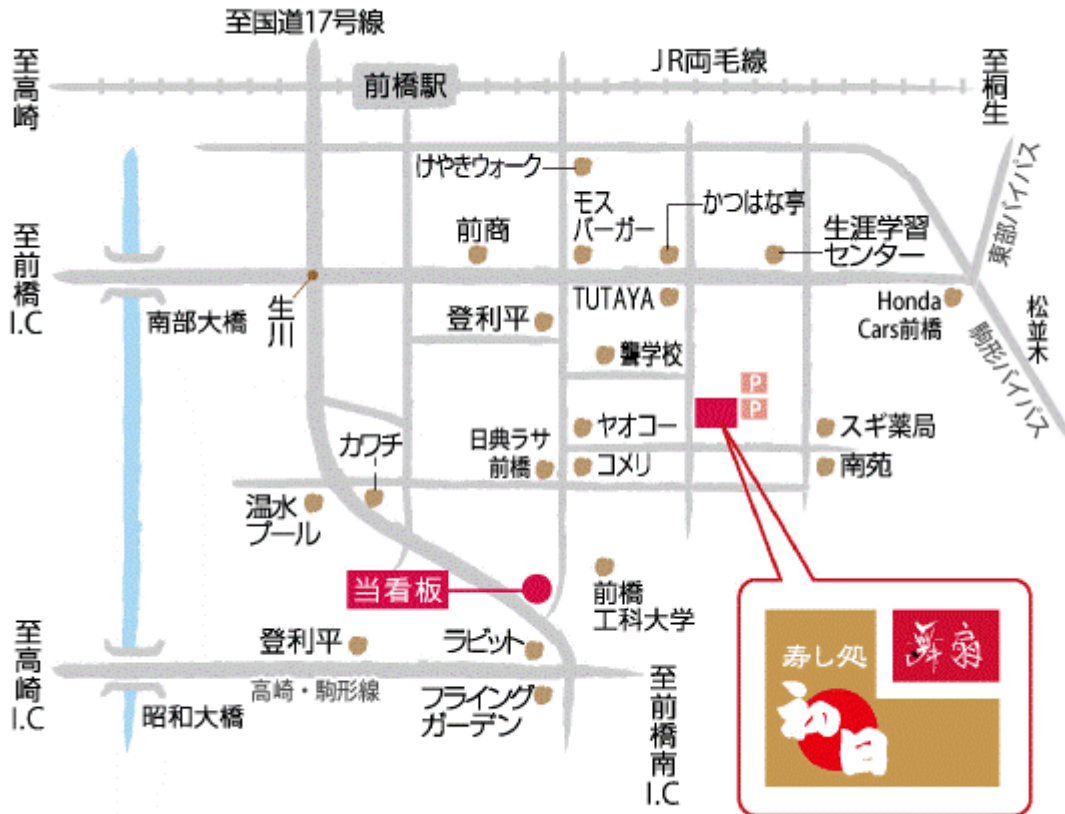 至国道17号線
至高崎
前橋駅
JR両毛線
至桐生
けやきウォーク
東部バイパス
モス
バーガー
かつはな亭
前商
生涯学習
センター
至前橋I.C
南部大橋
生川
登利平
TUTAYA
Honda
Cars前橋
松並木
駒形バイパス
聾学校
P
P
カワチ
日典ラサ
前橋
ヤオコー
コメリ
スギ薬局
南苑
温水
プール
当看板
前橋
工科大学
至高崎I.C
登利平
ラビット
高崎・駒形線
昭和大橋
フライング
ガーデン
至前橋南I.C
寿し処
初日
舞扇